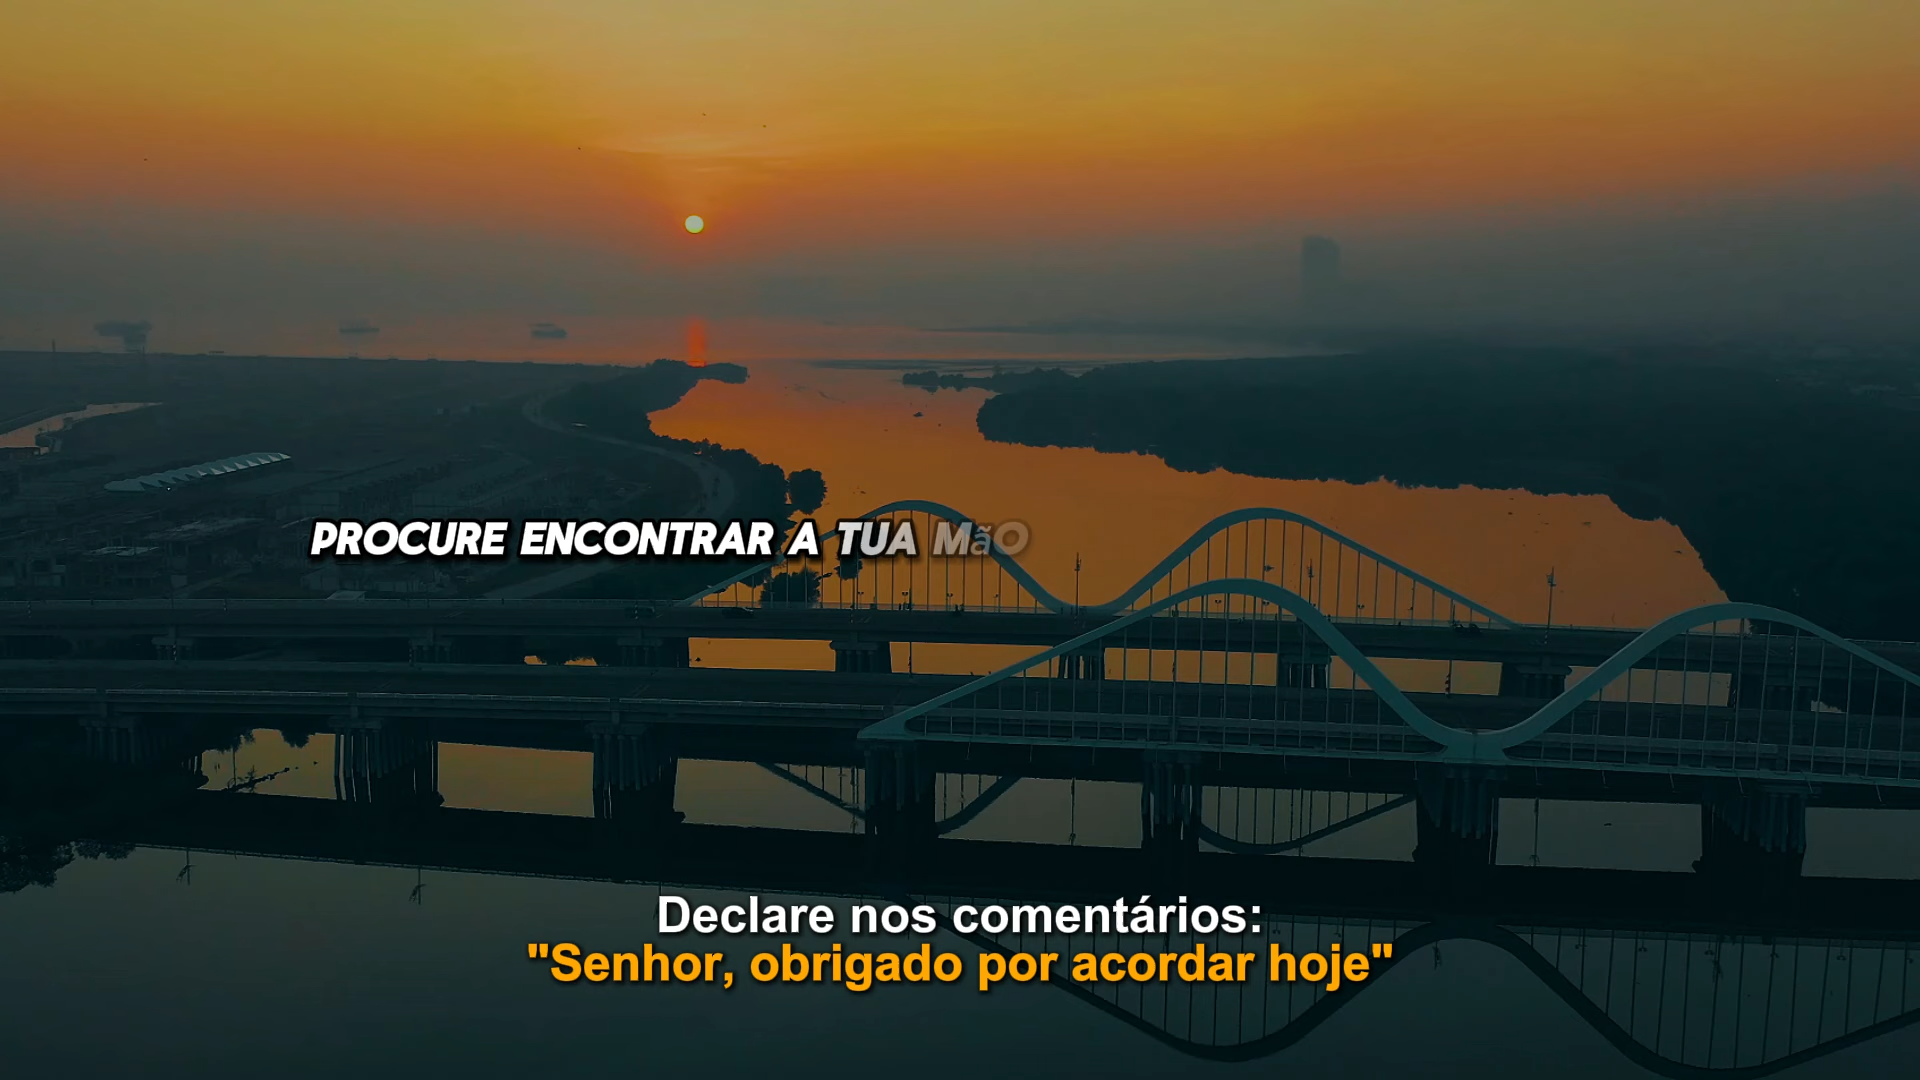 PROCURE ENCONTRAR A TUA MãO
Declare nos comentários:
"Senhor, obrigado por acordar hoje"